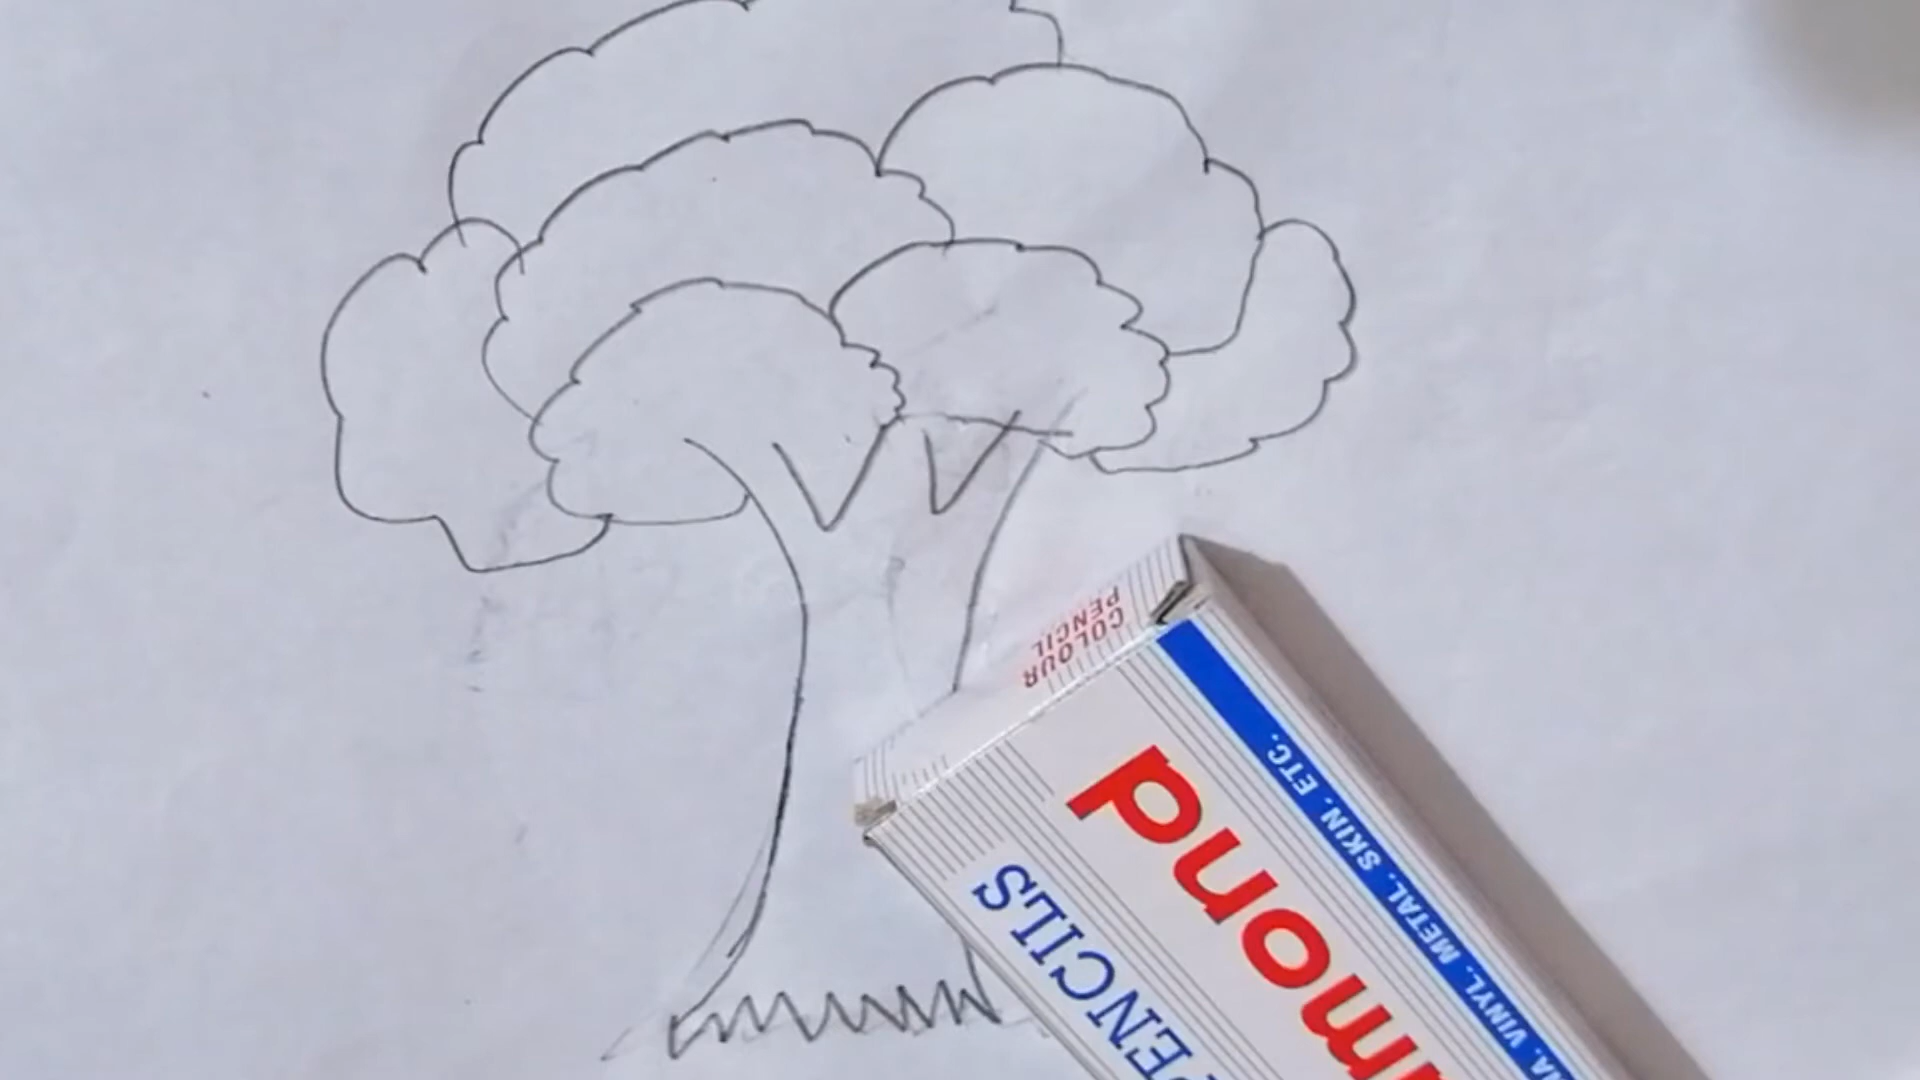 COLOUR
PENCIL
VINYL, METAL, SKIN, ETC.
mond
PENCILS